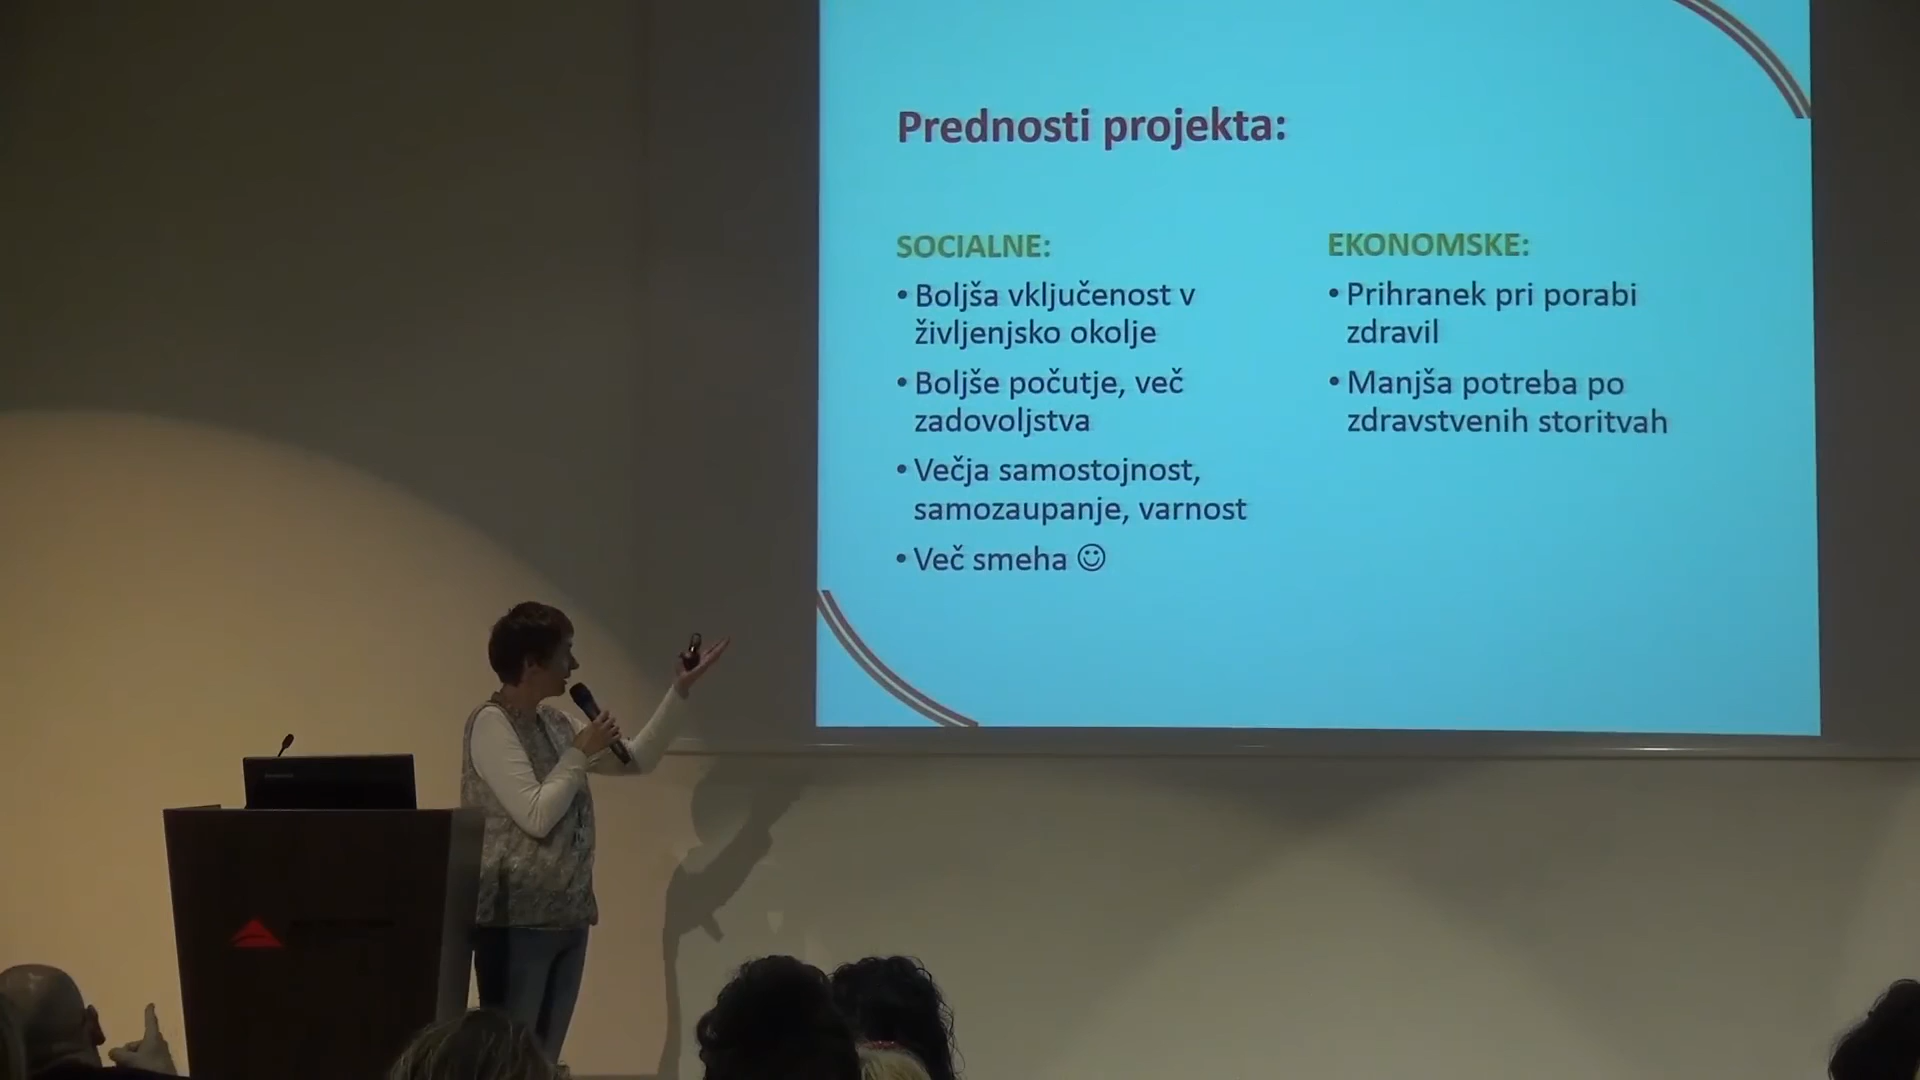 Prednosti projekta:
SOCIALNE:
• Boljša vključenost v
življenjsko okolje
• Boljše počutje, več
zadovoljstva
• Večja samostojnost,
samozaupanje, varnost
• Več smeha ☺
EKONOMSKE:
• Prihranek pri porabi
zdravil
• Manjša potreba po
zdravstvenih storitvah